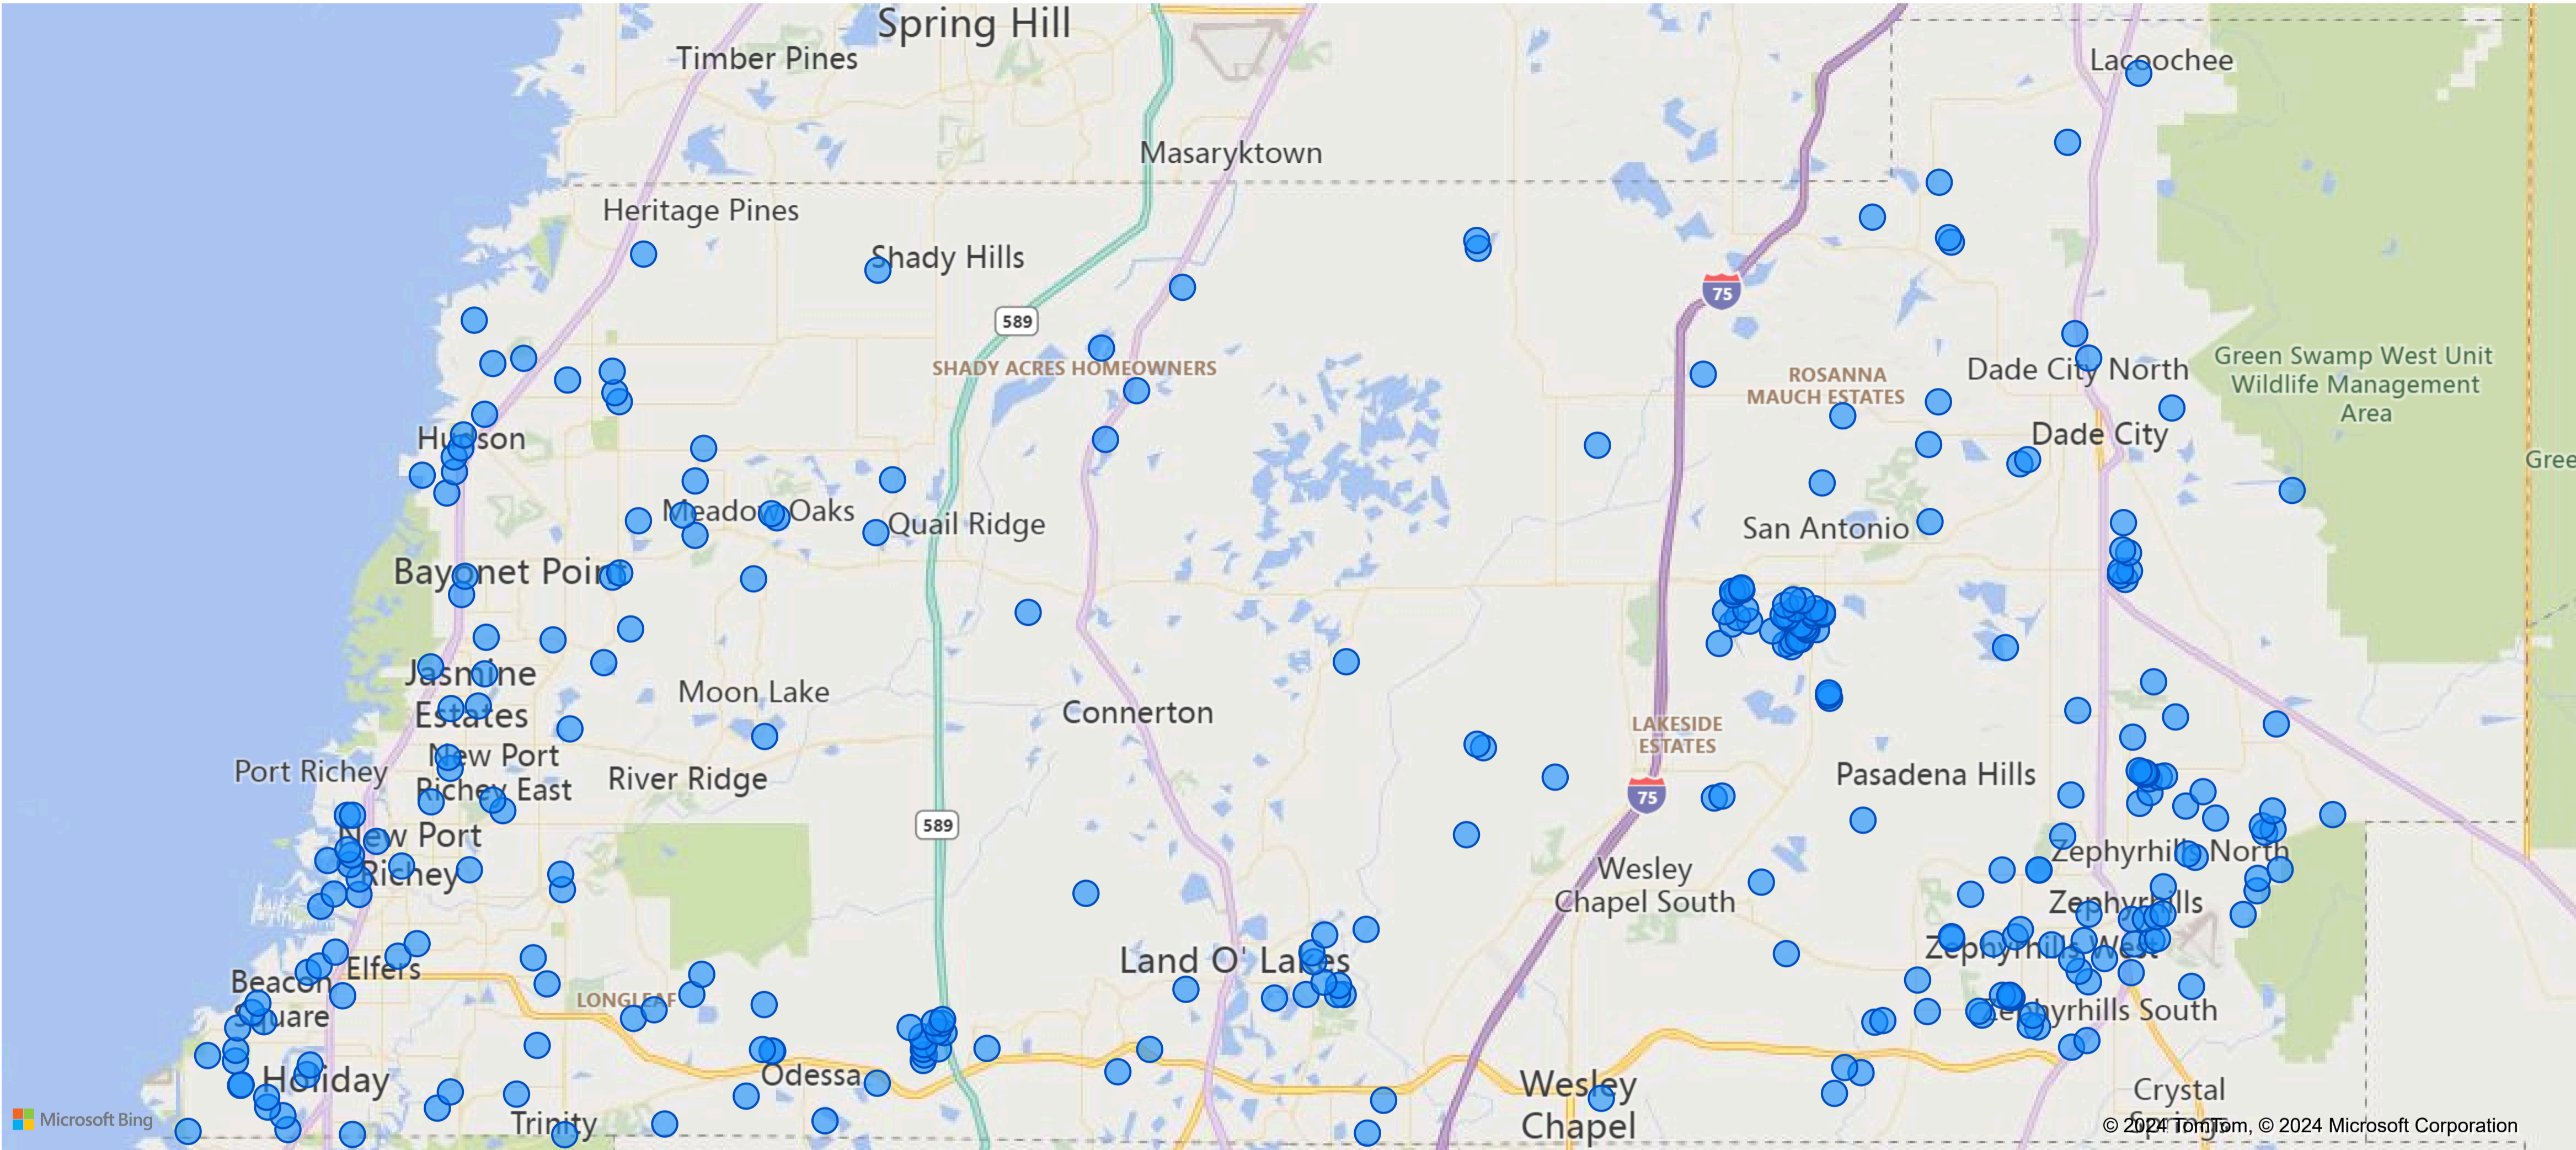 Spring Hill
Timber Pines
Lacoochee
Masaryktown
Heritage Pines
Shady Hills
75
589
SHADY ACRES HOMEOWNERS
Dade City North
Green Swamp West Unit
Wildlife Management
Area
ROSANNA
MAUCH ESTATES
Hudson
Dade City
Gree
Meadow Oaks
Quail Ridge
San Antonio
Bayonet Point
Jasmine
Estates
Moon Lake
Connerton
LAKESIDE
ESTATES
New Port
Richey East
Port Richey
River Ridge
Pasadena Hills
75
589
New Port
Richey
Zephyrhills North
Wesley
Chapel South
Zephyrhills
Zephyrhills West
Land O' Lakes
Elfers
Beacon
Square
LONGLEAF
Zephyrhills South
Odessa
Holiday
Wesley
Chapel
Crystal
Springs
Trinity
Microsoft Bing
© 2024 TomTom, © 2024 Microsoft Corporation